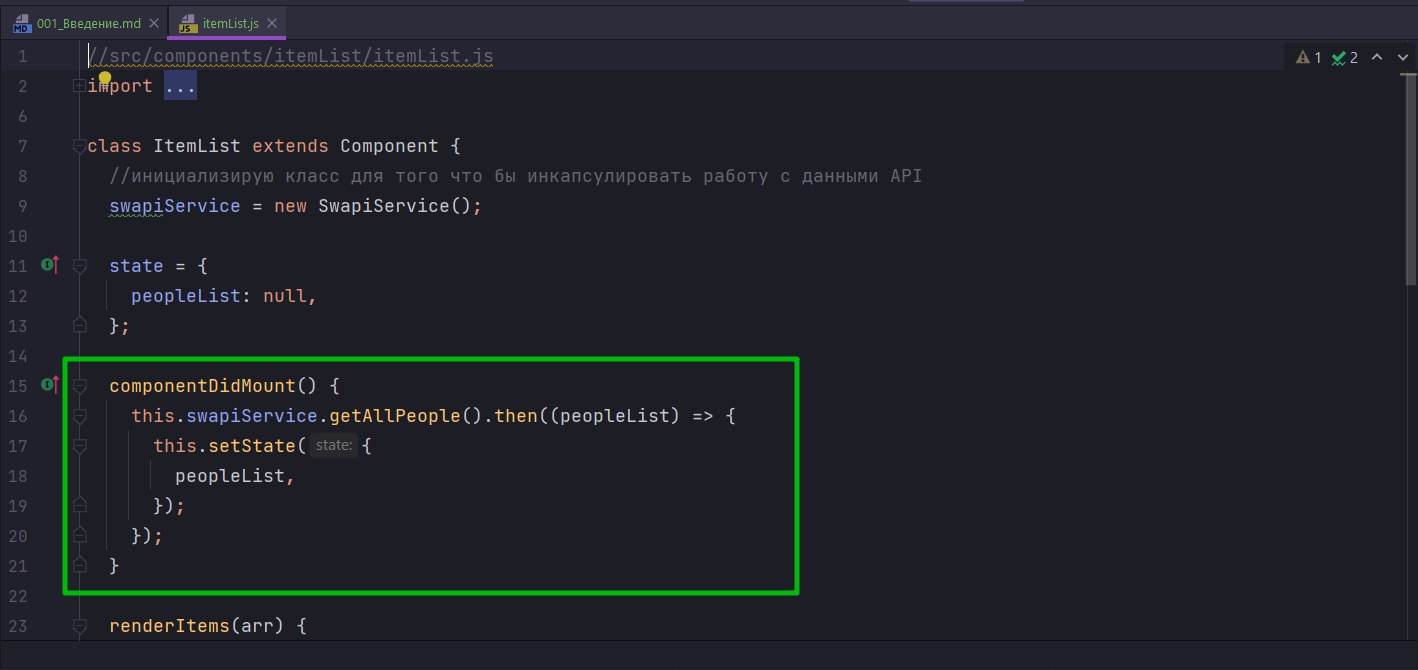 001_Введение.md
itemList.js
1 //src/components/itemList/itemList.js
1 2
2 import ...
6
7 class ItemList extends Component {
8 //инициализирую класс для того что бы инкапсулировать работу с данными API
9 swapiService = new SwapiService();
10
11 state = {
12 peopleList: null,
13 };
14
15 componentDidMount() {
16 this.swapiService.getAllPeople().then((peopleList) => {
17 this.setState( state: {
18 peopleList,
19 });
20 });
21 }
22
23 renderItems(arr) {